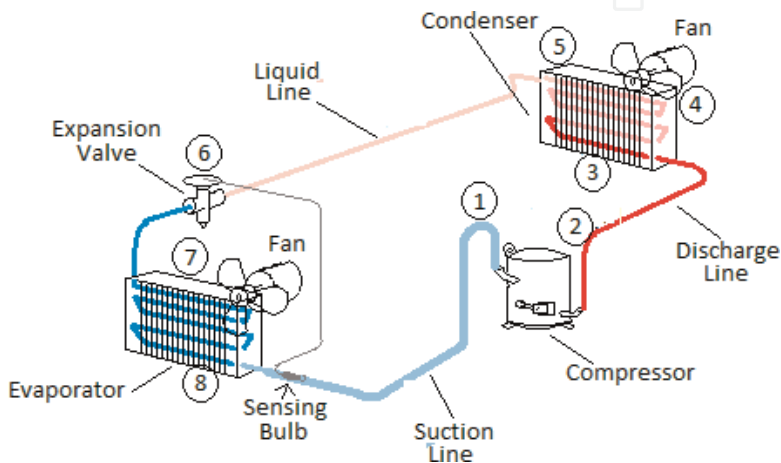 Condenser
5
Fan
Liquid
Line
4
Expansion
Valve
6
3
1
2
7
Fan
Discharge
Line
Evaporator
8
Sensing
Bulb
Suction
Line
Compressor